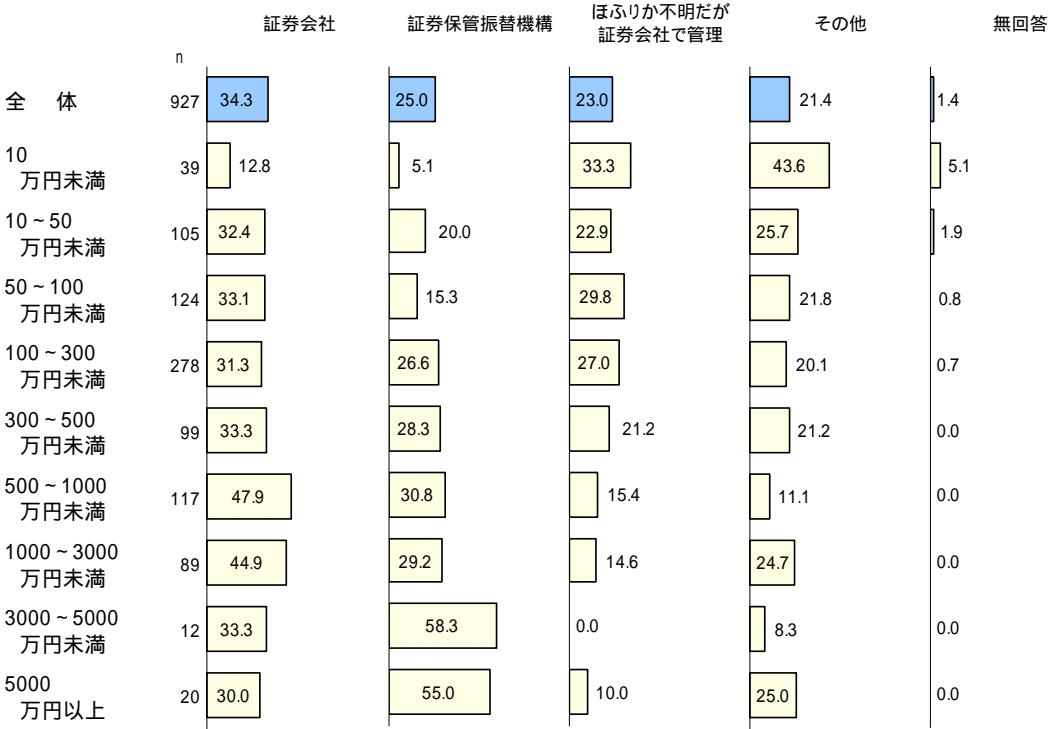 証券会社 証券保管振替機構 ほふりか不明だが その他 無回答
証券会社で管理
n
全 体 927 34.3 25.0 23.0 21.4 1.4
10
万円未満 39 12.8 5.1 33.3 43.6 5.1
10~50
万円未満 105 32.4 20.0 22.9 25.7 1.9
50~100
万円未満 124 33.1 15.3 29.8 21.8 0.8
100~300
万円未満 278 31.3 26.6 27.0 20.1 0.7
300~500
万円未満 99 33.3 28.3 21.2 21.2 0.0
500~1000
万円未満 117 47.9 30.8 15.4 11.1 0.0
1000~3000
万円未満 89 44.9 29.2 14.6 24.7 0.0
3000~5000
万円未満 12 33.3 58.3 0.0 8.3 0.0
5000
万円以上 20 30.0 55.0 10.0 25.0 0.0